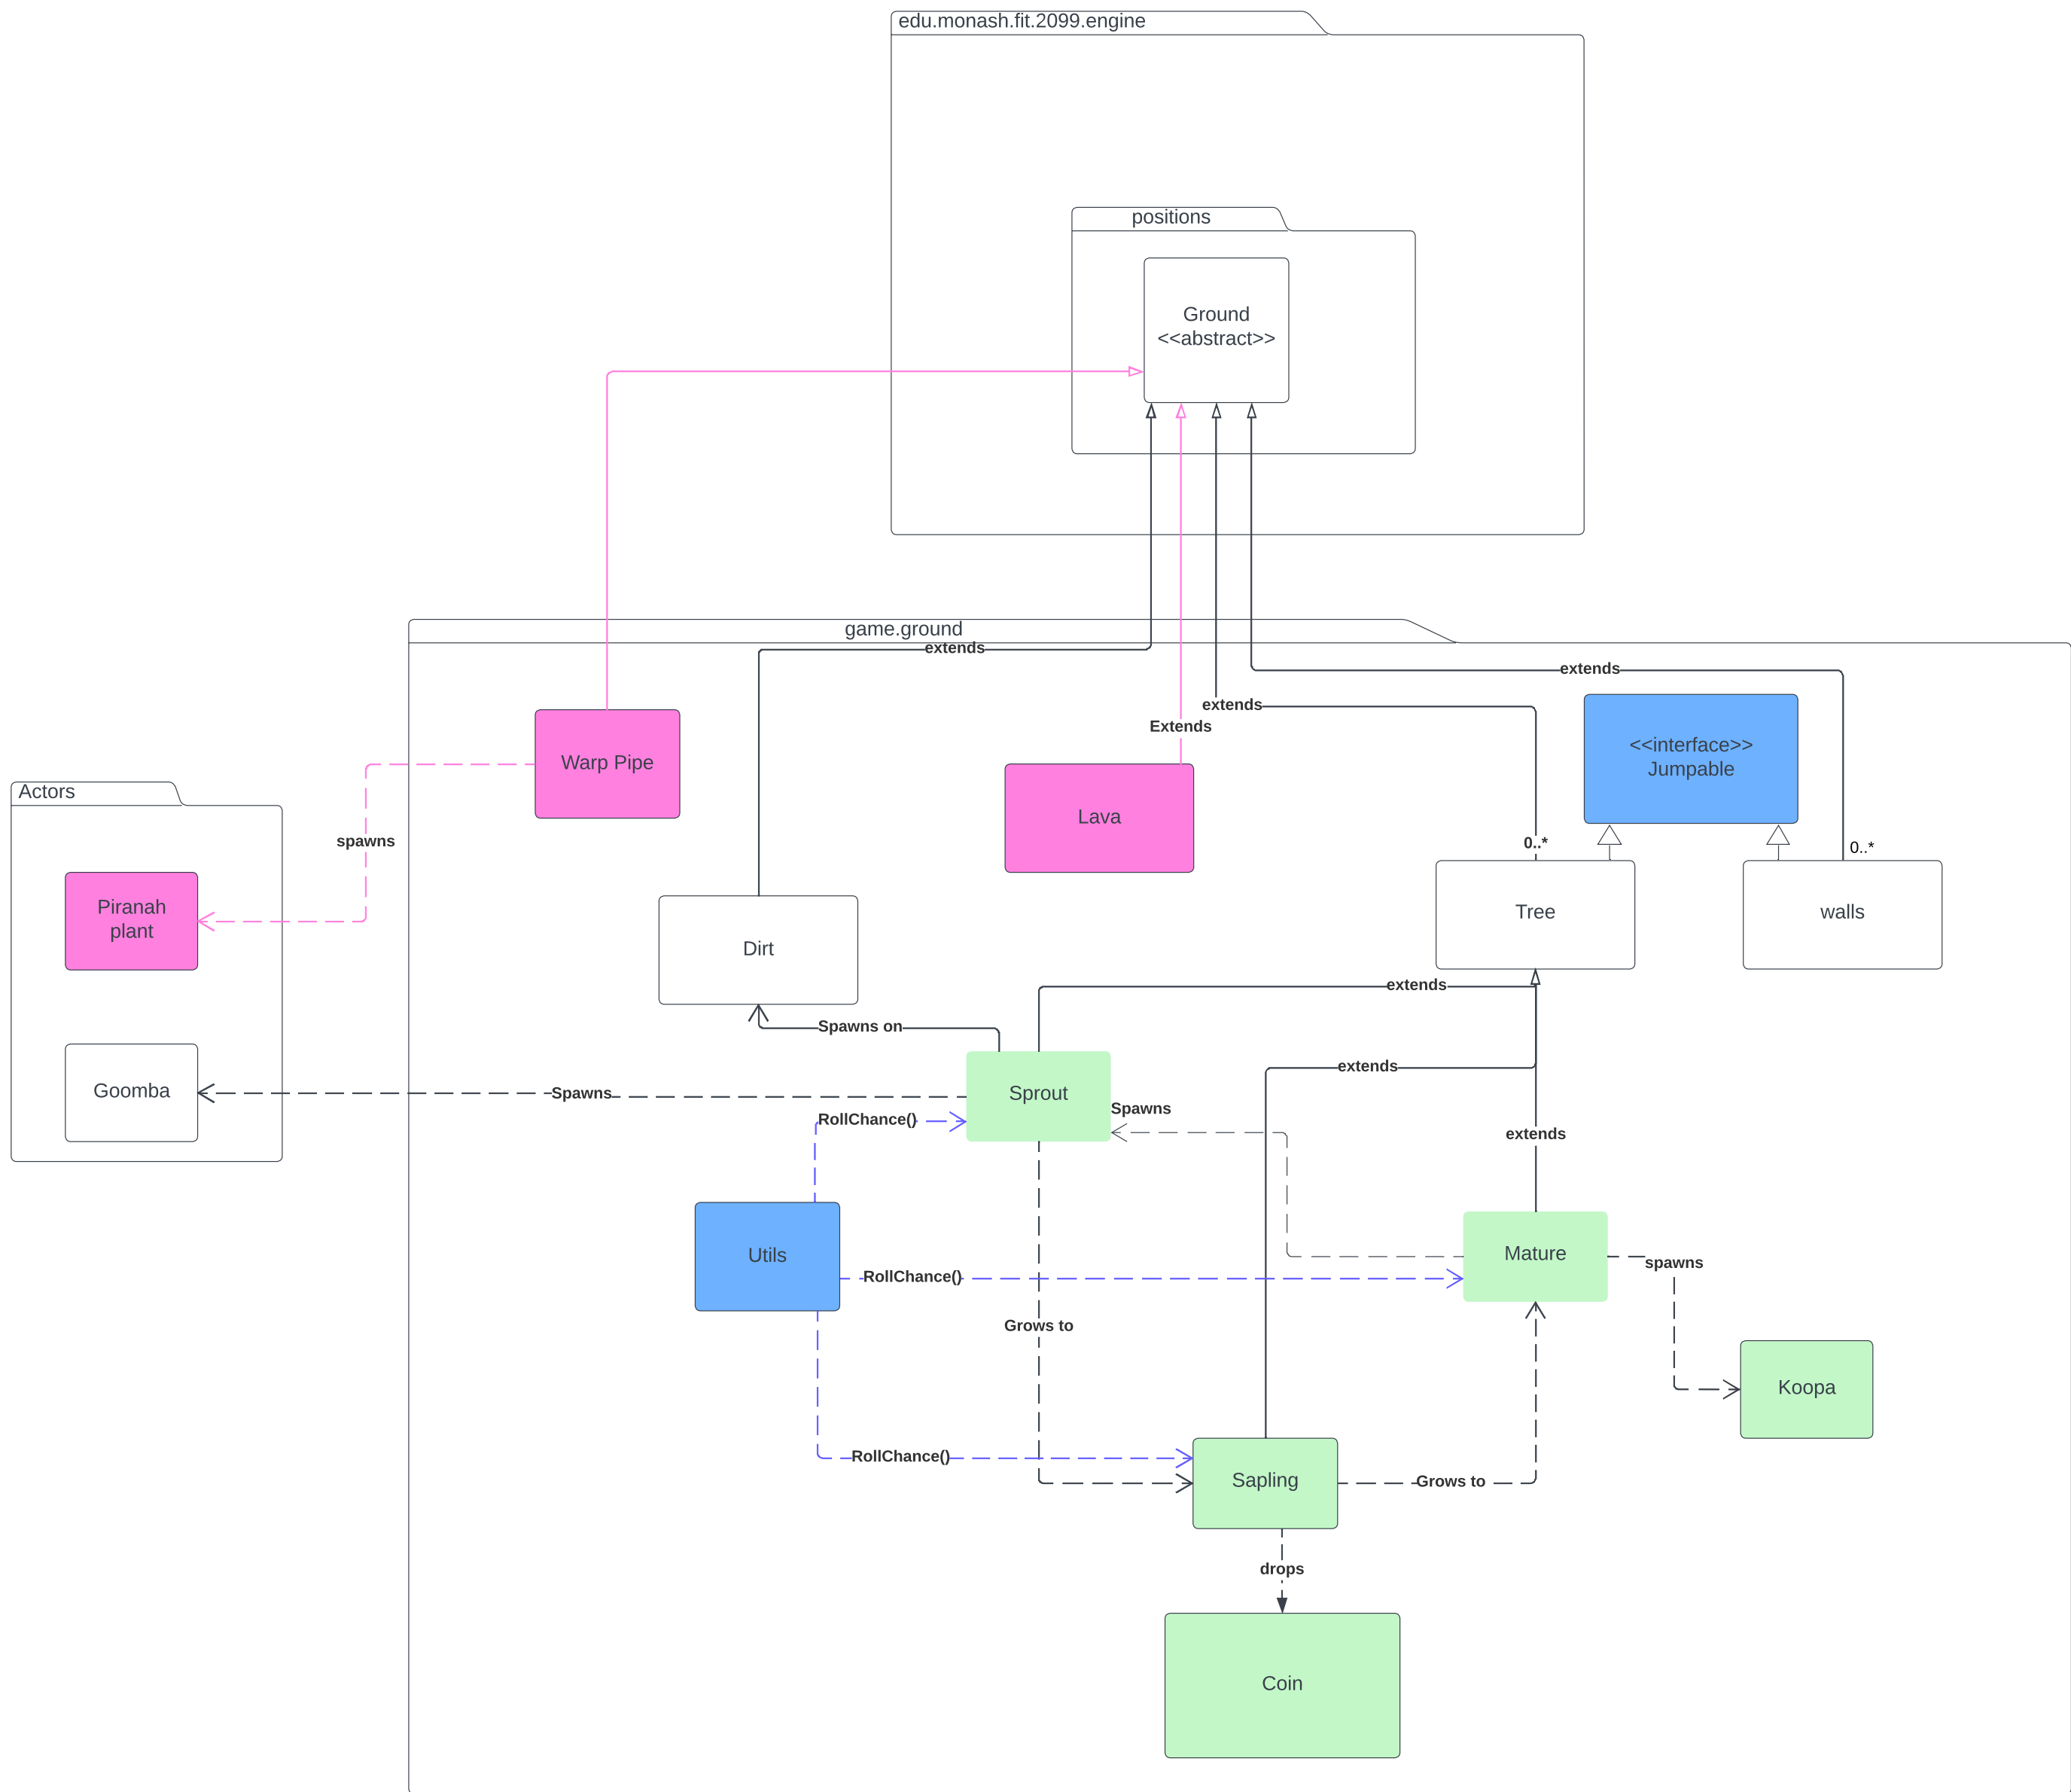 edu.monash.fit.2099.engine
positions
Ground
<<abstract>>
game.ground
extends
extends
extends
Extends
Warp Pipe
<<interface>>
Jumpable
Actors
Lava
spawns
0..*
0..*
Piranah
plant
Dirt
Tree
walls
extends
Spawns on
Goomba
Spawns
Sprout
extends
RollChance()
Spawns
extends
Utils
Mature
spawns
RollChance()
Grows to
Koopa
RollChance()
Sapling
Grows to
drops
Coin